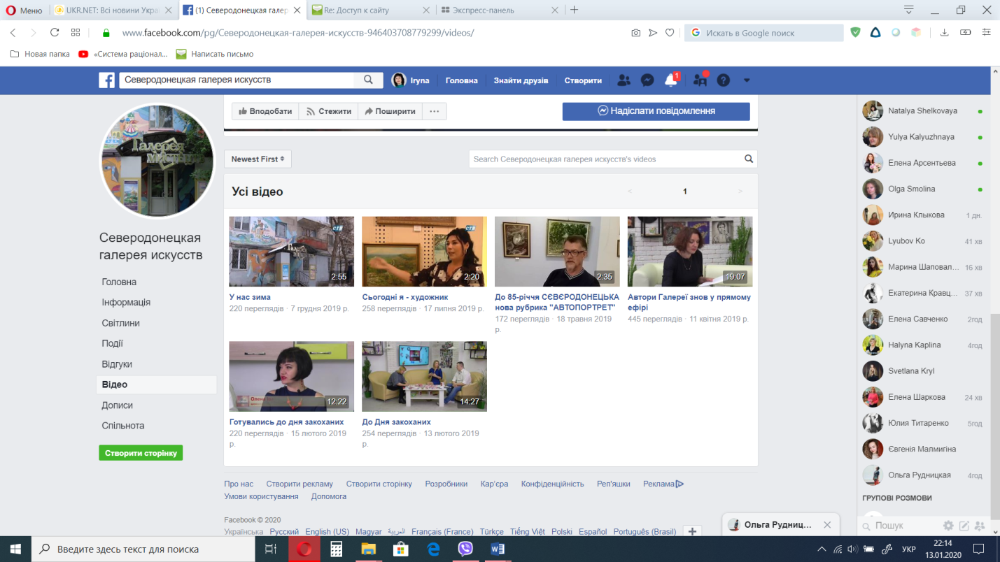 Меню
UKR.NET: Всі новини Укра
(1) Северодонецкая галер
Re: Доступ к сайту
Экспресс-панель
www.facebook.com/pg/Северодонецкая-галерея-искусств-946403708779299/videos/
Искать в Google поиск
Новая папка
«Система раціонал...
Написать письмо
Северодонецкая галерея искусств
Iryna
Головна
Знайти друзів
Створити
1
Вподобати
Стежити
Поширити
Надіслати повідомлення
Галерея
Newest First
Search Северодонецкая галерея искусств's videos
Усі відео
1
2:55
2:20
2:35
19:07
У нас зима
220 переглядів · 7 грудня 2019 р.
Сьогодні я - художник
258 переглядів · 17 липня 2019 р.
До 85-річчя СЄВЄРОДОНЕЦЬКА
нова рубрика "АВТОПОРТРЕТ"
172 переглядів · 18 травня 2019
р.
Автори Галереї знов у прямому
ефірі
445 переглядів · 11 квітня 2019 р.
12:22
14:27
Готувались до дня закоханих
220 переглядів · 15 лютого 2019
р.
До Дня закоханих
254 переглядів · 13 лютого 2019
р.
Северодонецкая
галерея искусств
Головна
Інформація
Світлини
Події
Відгуки
Відео
Дописи
Спільнота
Створити сторінку
Про нас
Створити рекламу
Створити сторінку
Розробники
Кар'єра
Конфіденційність
Реп'яшки
Реклама
Умови користування
Допомога
Facebook © 2020
Українська
Русский
English (US)
Magyar
العربية
Français (France)
Türkçe
Tiếng Việt
Polski
Español
Português (Brasil)
Natalya Shelkovaya
Yulya Kalyuzhnaya
Елена Арсентьева
Olga Smolina
Ирина Клыкова 1 дн.
Lyubov Ko 41 хв
Марина Шаповал... 16 хв
Екатерина Кравц... 37 хв
Елена Савченко 2год
Halyna Kaplina 4год
Svetlana Kryl
Елена Шаркова 24 хв
Юлия Титаренко 5год
Євгенія Малмигіна
Ольга Рудницкая 4год
ГРУПОВІ РОЗМОВИ
Пошук
Ольга Рудниц...
Введите здесь текст для поиска
УКР
22:14
13.01.2020